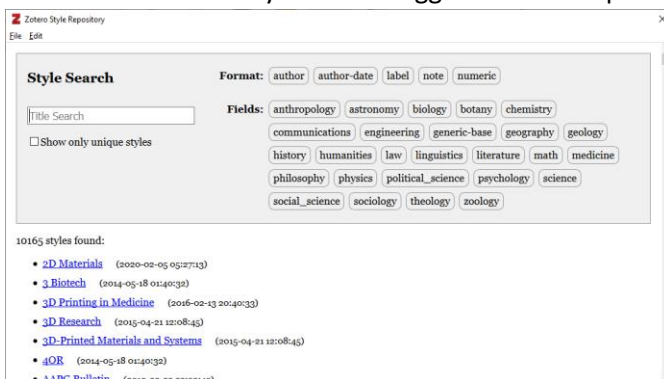 Zotero Style Repository
File Edit
Style Search
Title Search
Show only unique styles
Format: author author-date label note numeric
Fields: anthropology astronomy biology botany chemistry
communications engineering generic-base geography geology
history humanities law linguistics literature math medicine
philosophy physics political_science psychology science
social_science sociology theology zoology
10165 styles found:
• 2D Materials (2020-02-05 05:27:13)
• 3 Biotech (2014-05-18 01:40:32)
• 3D Printing in Medicine (2016-02-13 20:40:33)
• 3D Research (2015-04-21 12:08:45)
• 3D-Printed Materials and Systems (2015-04-21 12:08:45)
• 4OR (2014-05-18 01:40:32)
• AAPG Bulletin